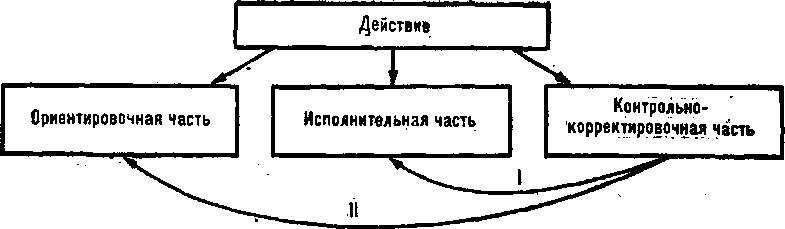 Действие
Ориентировочная часть
Исполнительная часть
Контрольно-
корректировочная часть
I
II